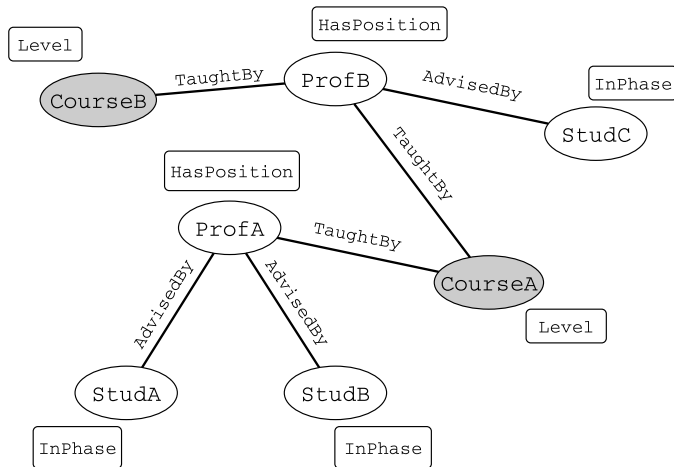 HasPosition
Level
TaughtBy
ProfB
AdvisedBy
InPhase
CourseB
StudC
TaughtBy
HasPosition
ProfA
TaughtBy
CourseA
AdvisedBy
AdvisedBy
Level
StudA
StudB
InPhase
InPhase